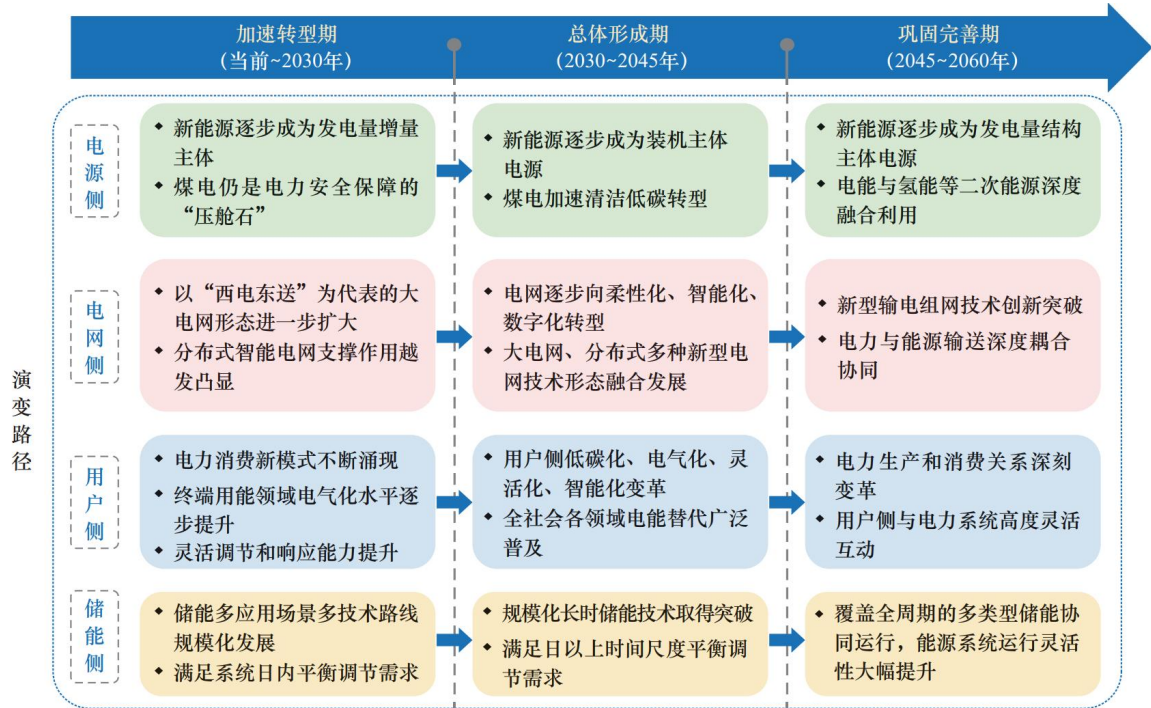 加速转型期
(当前~2030年)
总体形成期
(2030~2045年)
巩固完善期
(2045~2060年)
演变路径
电源侧
◆ 新能源逐步成为发电量增量
主体
◆ 煤电仍是电力安全保障的
“压舱石”
◆ 新能源逐步成为装机主体
电源
◆ 煤电加速清洁低碳转型
◆ 新能源逐步成为发电量结构
主体电源
◆ 电能与氢能等二次能源深度
融合利用
电网侧
◆ 以“西电东送”为代表的大
电网形态进一步扩大
◆ 分布式智能电网支撑作用越
发凸显
◆ 电网逐步向柔性化、智能化、
数字化转型
◆ 大电网、分布式多种新型电
网技术形态融合发展
◆ 新型输电组网技术创新突破
◆ 电力与能源输送深度耦合
协同
用户侧
◆ 电力消费新模式不断涌现
◆ 终端用能领域电气化水平逐
步提升
◆ 灵活调节和响应能力提升
◆ 用户侧低碳化、电气化、灵
活化、智能化变革
◆ 全社会各领域电能替代广泛
普及
◆ 电力生产和消费关系深刻
变革
◆ 用户侧与电力系统高度灵活
互动
储能侧
◆ 储能多应用场景多技术路线
规模化发展
◆ 满足系统日内平衡调节需求
◆ 规模化长时储能技术取得突破
◆ 满足日以上时间尺度平衡调
节需求
◆ 覆盖全周期的多类型储能协
同运行，能源系统运行灵活
性大幅提升